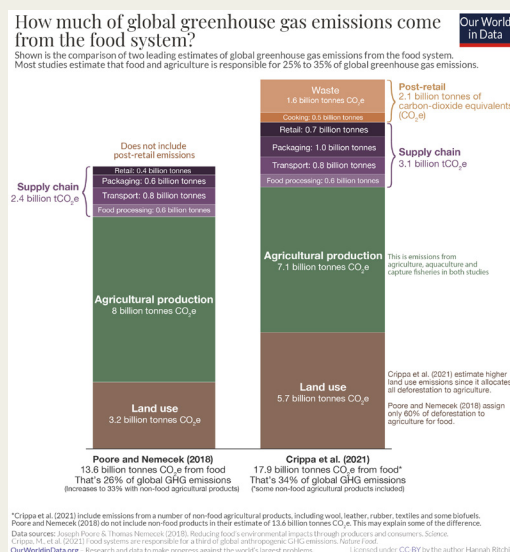 How much of global greenhouse gas emissions come
from the food system?
Our World
in Data
Shown is the comparison of two leading estimates of global greenhouse gas emissions from the food system.
Most studies estimate that food and agriculture is responsible for 25% to 35% of global greenhouse gas emissions.
Does not include
post-retail emissions
Supply chain
2.4 billion tCO₂e
Retail: 0.4 billion tonnes
Packaging: 0.6 billion tonnes
Transport: 0.8 billion tonnes
Food processing: 0.6 billion tonnes
Agricultural production
8 billion tonnes CO₂e
Land use
3.2 billion tonnes CO₂e
Waste
1.6 billion tonnes CO₂e
Cooking: 0.5 billion tonnes
Retail: 0.7 billion tonnes
Packaging: 1.0 billion tonnes
Transport: 0.8 billion tonnes
Food processing: 0.6 billion tonnes
Agricultural production
7.1 billion tonnes CO₂e
Land use
5.7 billion tonnes CO₂e
Post-retail
2.1 billion tonnes of
carbon-dioxide equivalents
(CO₂e)
Supply chain
3.1 billion tCO₂e
This is emissions from
agriculture, aquaculture and
capture fisheries in both studies
Crippa et al. (2021) estimate higher
land use emissions since it allocates
all deforestation to agriculture.
Poore and Nemecek (2018) assign
only 60% of deforestation to
agriculture for food.
Poore and Nemecek (2018)
13.6 billion tonnes CO₂e from food
That's 26% of global GHG emissions
(Increases to 33% with non-food agricultural products)
Crippa et al. (2021)
17.9 billion tonnes CO₂e from food*
That's 34% of global GHG emissions
(*some non-food agricultural products included)
*Crippa et al. (2021) include emissions from a number of non-food agricultural products, including wool, leather, rubber, textiles and some biofuels.
Poore and Nemecek (2018) do not include non-food products in their estimate of 13.6 billion tonnes CO₂e. This may explain some of the difference.
Data sources: Joseph Poore & Thomas Nemecek (2018). Reducing food's environmental impacts through producers and consumers. Science.
Crippa, M., et al. (2021) Food systems are responsible for a third of global anthropogenic GHG emissions. Nature Food.
OurWorldinData.org - Research and data to make progress against the world's largest problems.
Licensed under CC-BY by the author Hannah Ritchie